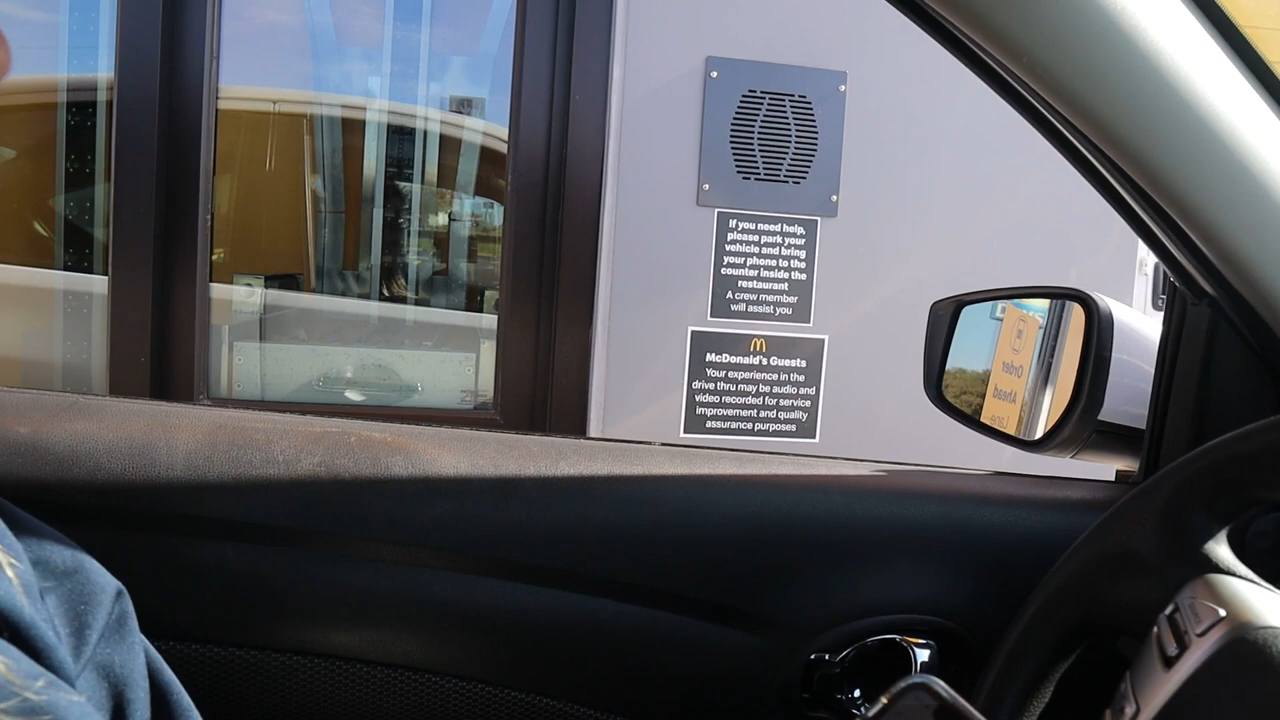 If you need help,
please park your
vehicle and bring
your phone to the
counter inside the
restaurant
A crew member
will assist you
McDonald's Guests
Your experience in the
drive thru may be audio and
video recorded for service
improvement and quality
assurance purposes
Order
Ahead
Lane